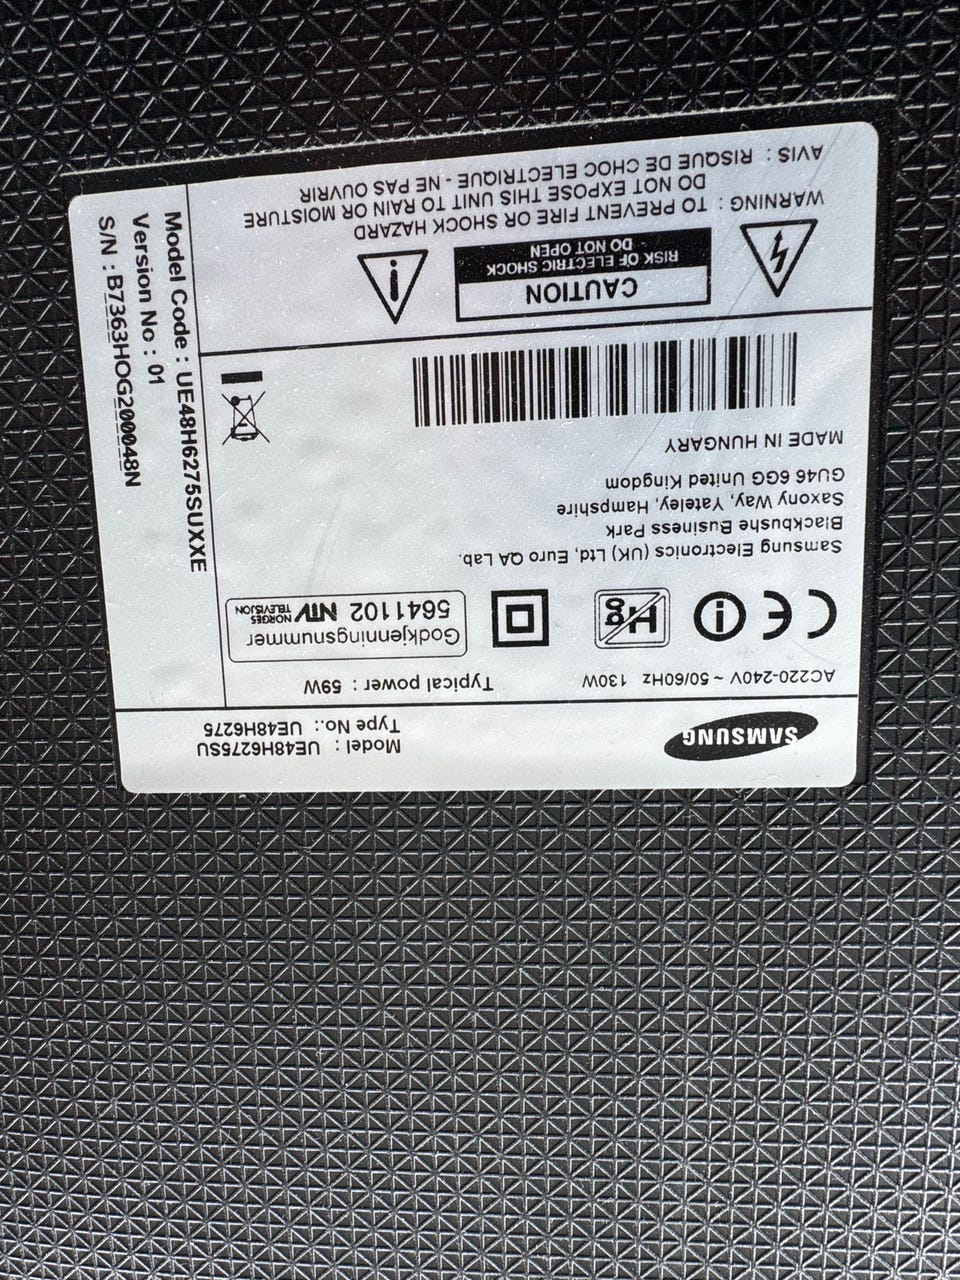 SAMSUNG
Model : UE48H6275SU
Type No.: UE48H6275
AC220-240V ~ 50/60Hz 130W
Typical power : 59W
CE
Hg
Godkjenningsnummer
5641102 NTV NORGES TELEVISION
Samsung Electronics (UK) Ltd, Euro QA Lab.
Blackbushe Business Park
Saxony Way, Yateley, Hampshire
GU46 6GG United Kingdom
MADE IN HUNGARY
CAUTION
RISK OF ELECTRIC SHOCK
DO NOT OPEN
WARNING : TO PREVENT FIRE OR SHOCK HAZARD
DO NOT EXPOSE THIS UNIT TO RAIN OR MOISTURE
AVIS : RISQUE DE CHOC ELECTRIQUE - NE PAS OUVRIR
Model Code : UE48H6275SUXXE
Version No : 01
S/N : B7363HOG200048N